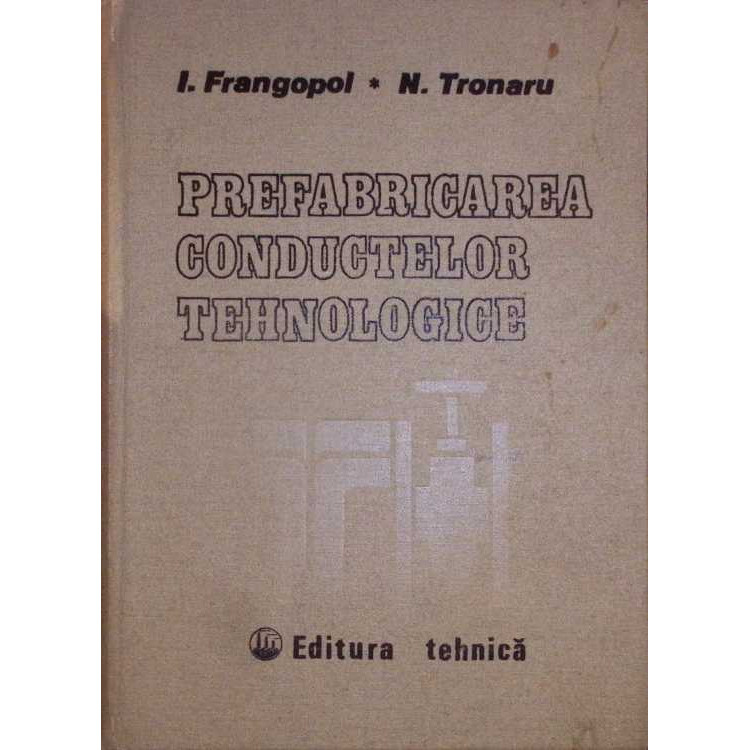 I. Frangopol * N. Tronaru
PREFABRICAREA
CONDUCTELOR
TEHNOLOGICE
Editura tehnică